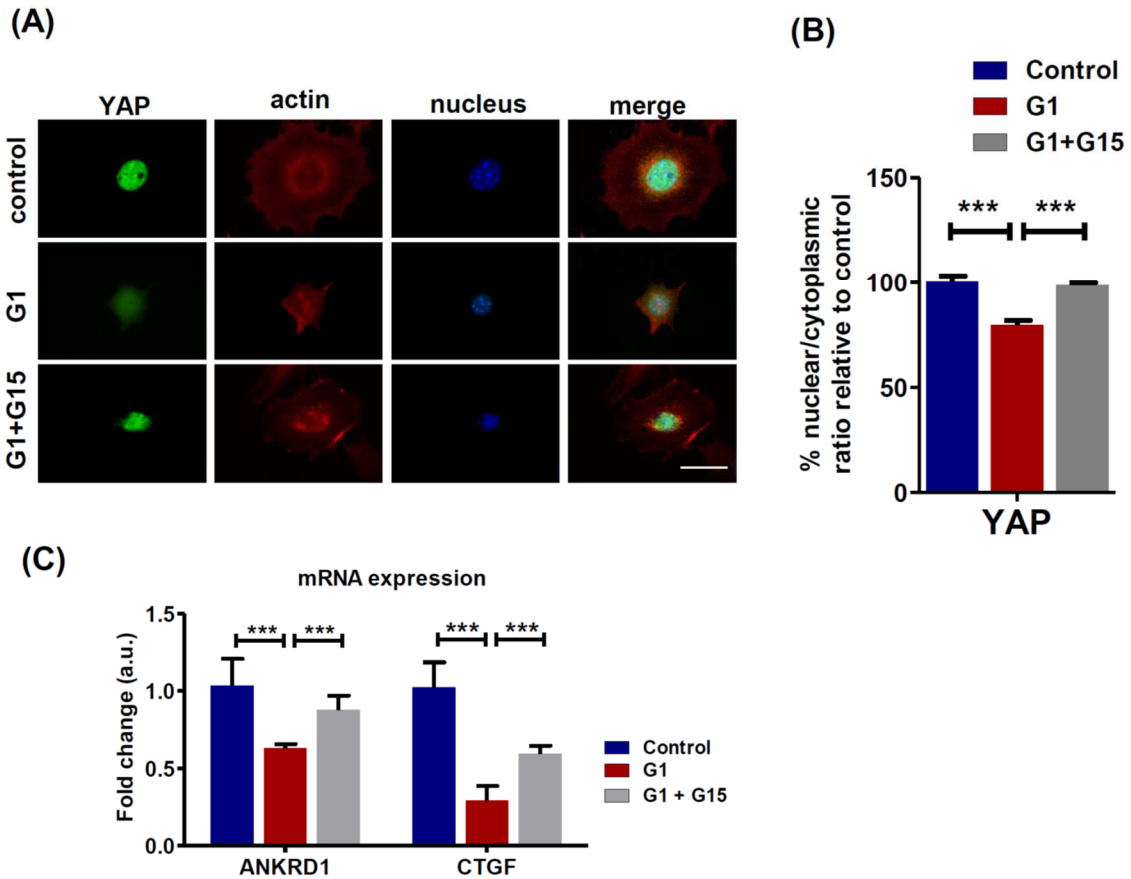 (A)
YAP actin nucleus merge
control
G1
G1+G15
(B)
Control
G1
G1+G15
% nuclear/cytoplasmic
ratio relative to control
150
100
50
0
*** ***
YAP
(C)
mRNA expression
Fold change (a.u.)
1.5
1.0
0.5
0.0
*** *** *** ***
ANKRD1 CTGF
Control
G1
G1 + G15